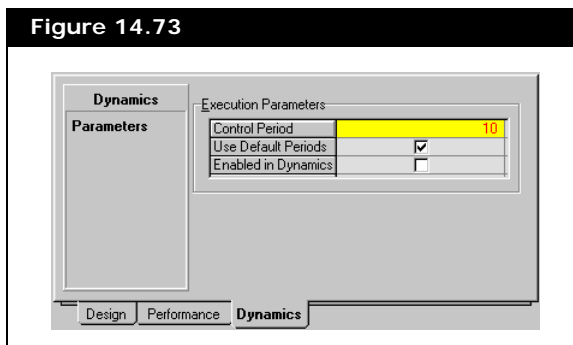 Figure 14.73
Dynamics
Parameters
Execution Parameters
Control Period 10
Use Default Periods
Enabled in Dynamics
Design Performance Dynamics